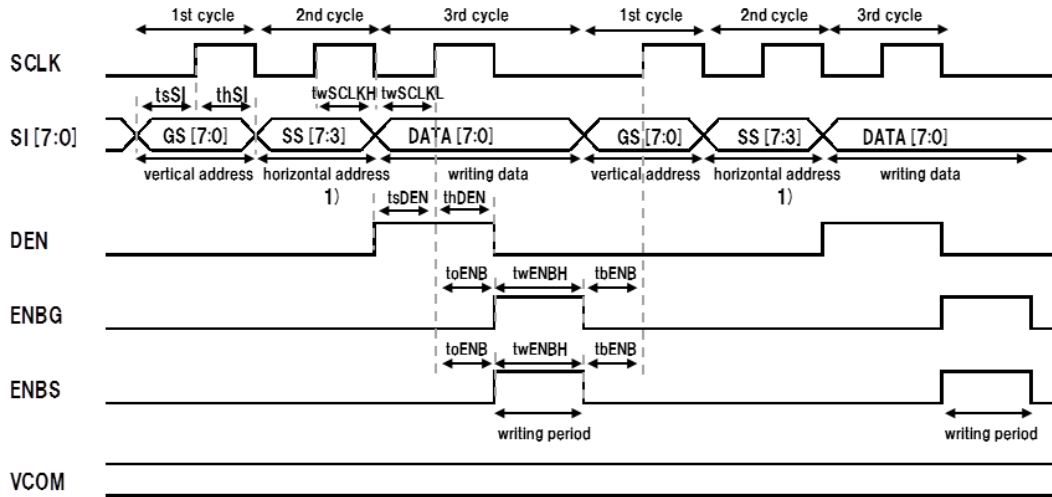 1st cycle 2nd cycle 3rd cycle 1st cycle 2nd cycle 3rd cycle
SCLK
tsSI thSI twSCLKH twSCLKL
SI [7:0] GS [7:0] SS [7:3] DATA [7:0] GS [7:0] SS [7:3] DATA [7:0]
vertical address horizontal address writing data vertical address horizontal address writing data
1) 1)
tsDEN thDEN
DEN
toENB twENBH tbENB
ENBG
toENB twENBH tbENB
ENBS
writing period writing period
VCOM